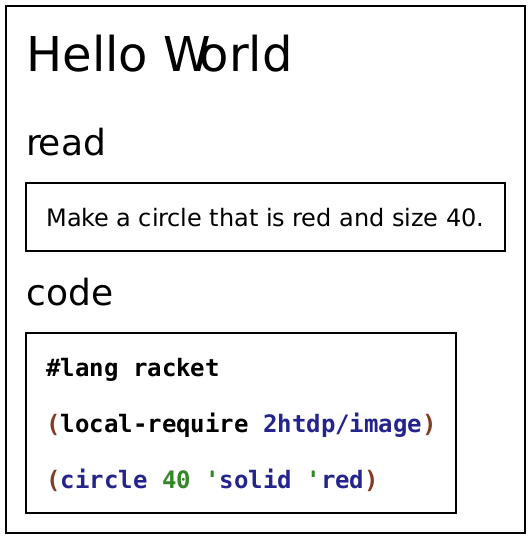 Hello World
read
Make a circle that is red and size 40.
code
#lang racket
(local-require 2htdp/image)
(circle 40 'solid 'red)